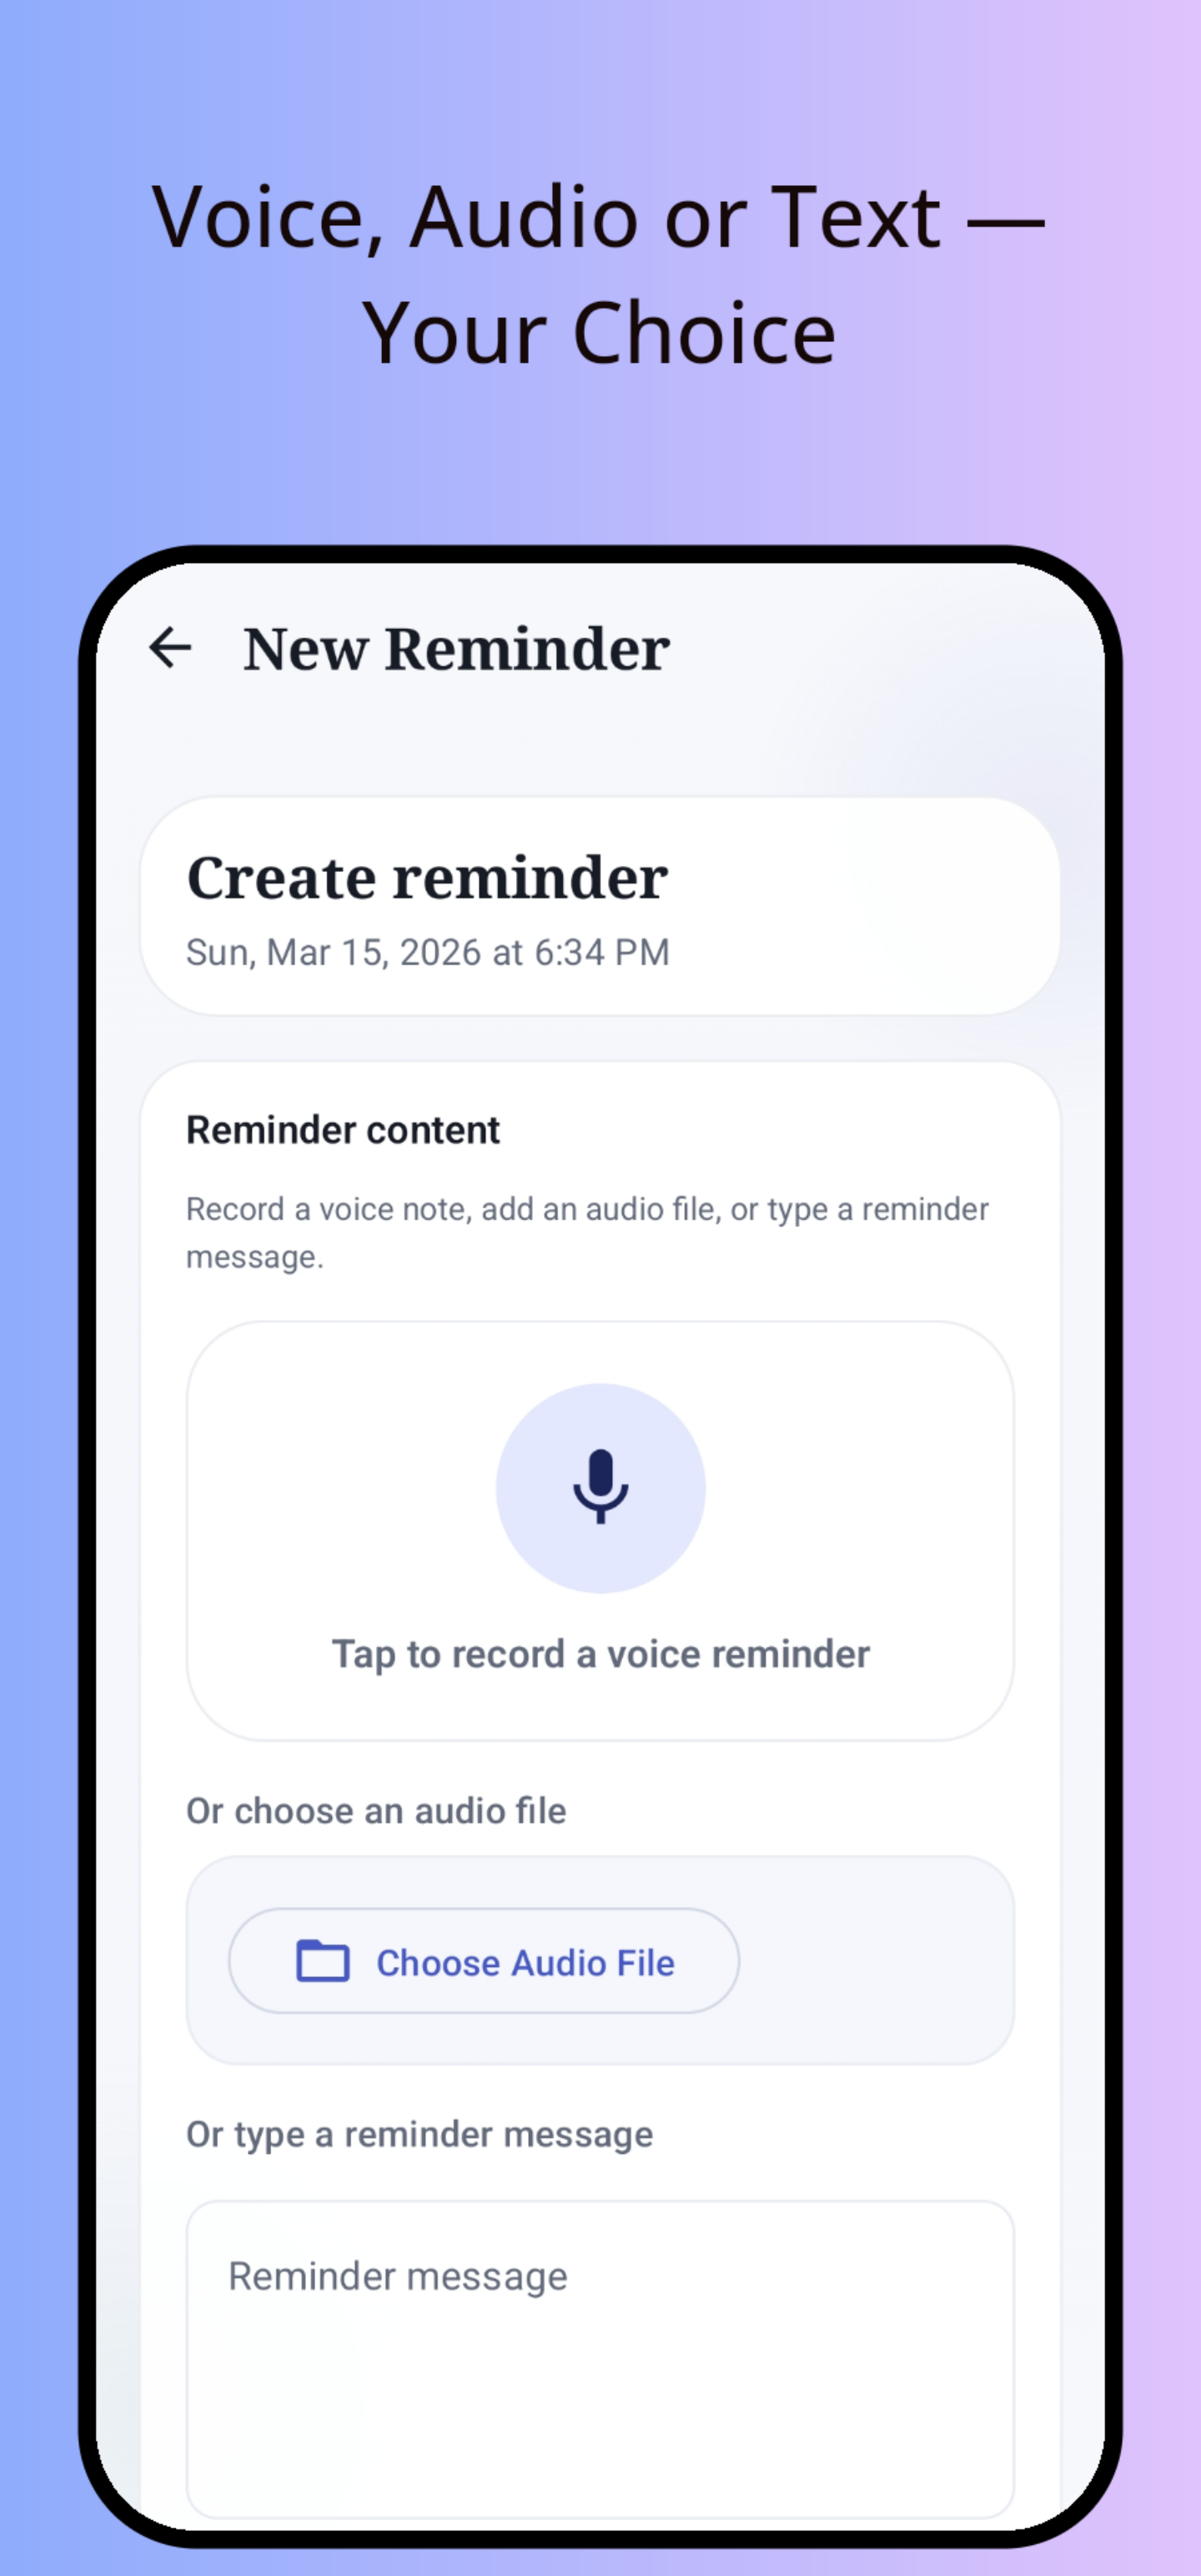 Voice, Audio or Text —
Your Choice
New Reminder
Create reminder
Sun, Mar 15, 2026 at 6:34 PM
Reminder content
Record a voice note, add an audio file, or type a reminder
message.
Tap to record a voice reminder
Or choose an audio file
Choose Audio File
Or type a reminder message
Reminder message